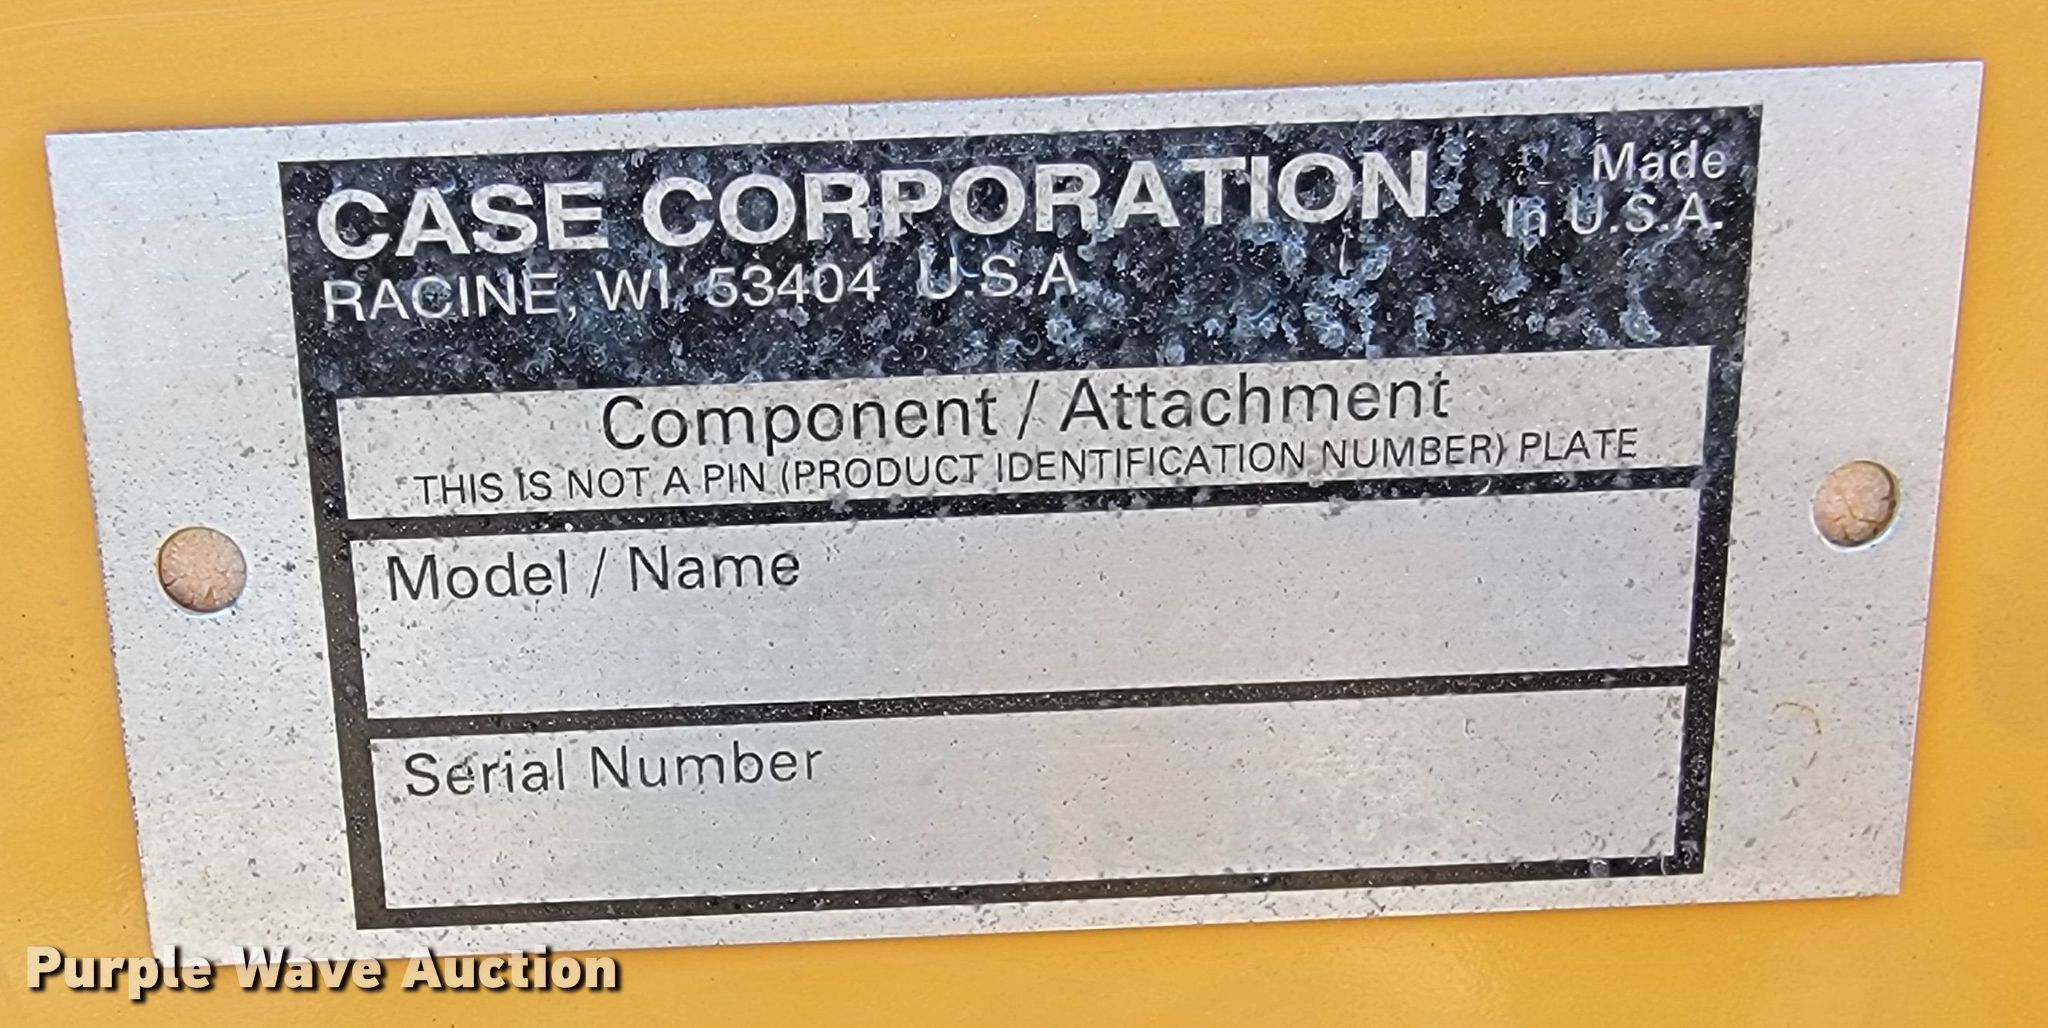 CASE CORPORATION
Made
In U.S.A.
RACINE, WI 53404 U.S.A
Component / Attachment
THIS IS NOT A PIN (PRODUCT IDENTIFICATION NUMBER) PLATE
Model / Name
Serial Number
Purple Wave Auction